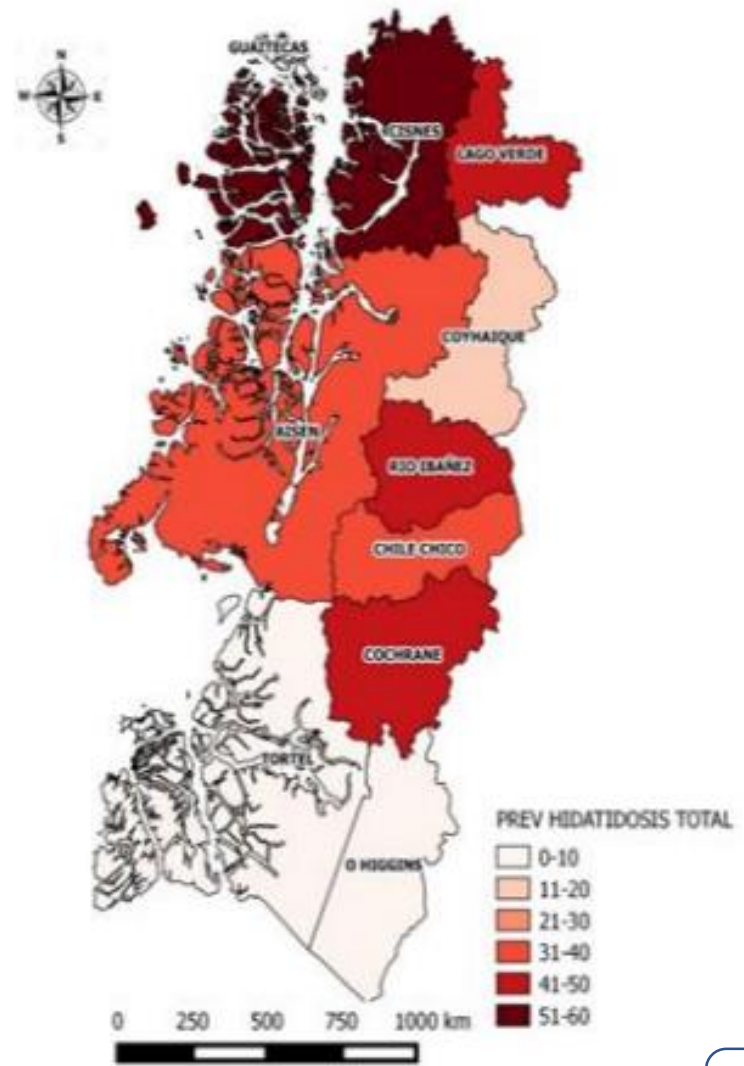 GUAITECAS
N
W E
S
CISNES
LAGO VERDE
COYHAIQUE
AISEN
RIO IBAÑEZ
CHILE CHICO
COCHRANE
TORTEL
O HIGGINS
PREV HIDATIDOSIS TOTAL
0-10
11-20
21-30
31-40
41-50
51-60
0 250 500 750 1000 km